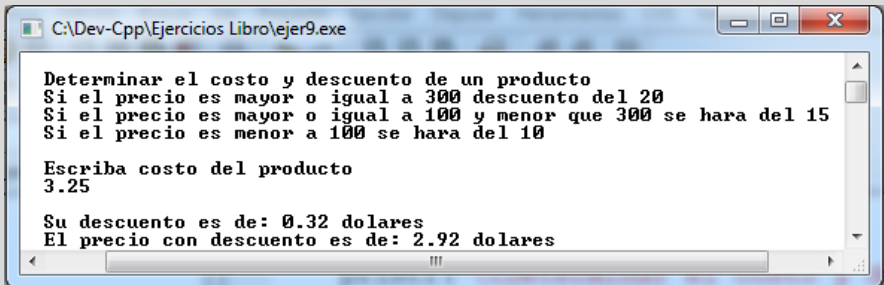 C:\Dev-Cpp\Ejercicios Libro\ejer9.exe
Determinar el costo y descuento de un producto
Si el precio es mayor o igual a 300 descuento del 20
Si el precio es mayor o igual a 100 y menor que 300 se hara del 15
Si el precio es menor a 100 se hara del 10
Escriba costo del producto
3.25
Su descuento es de: 0.32 dolares
El precio con descuento es de: 2.92 dolares